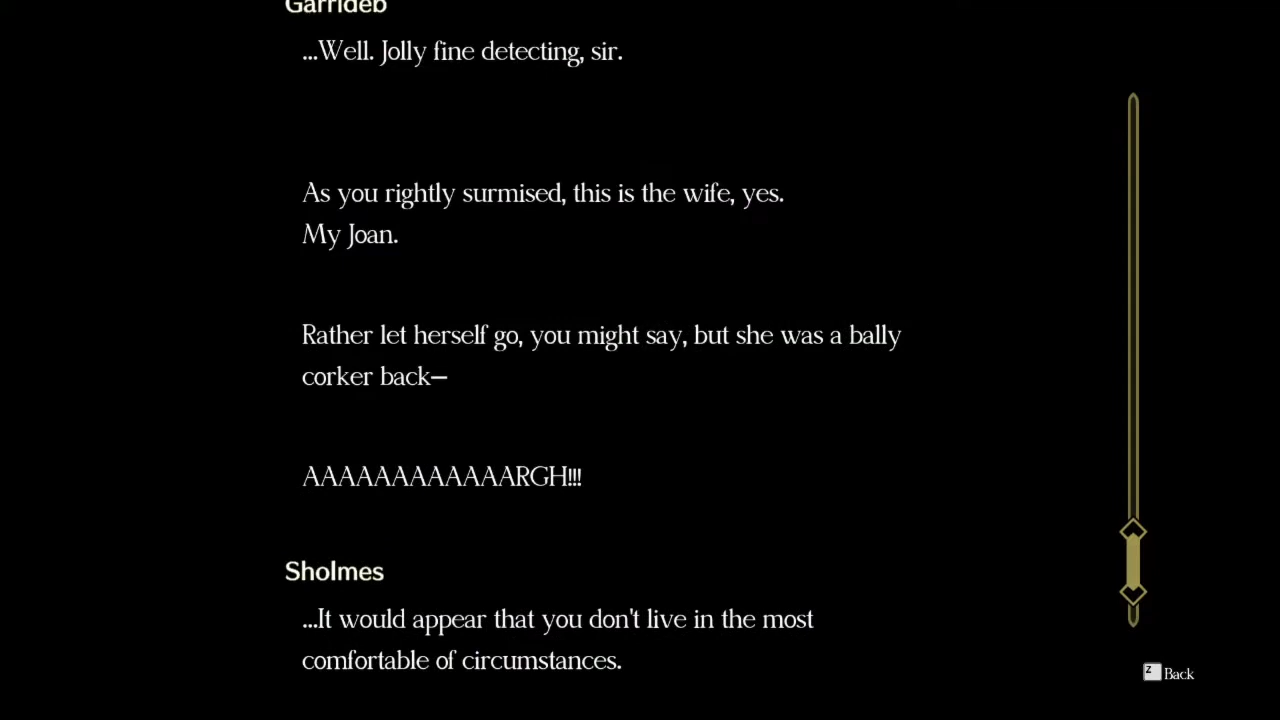 Garrideb
...Well. Jolly fine detecting, sir.
As you rightly surmised, this is the wife, yes.
My Joan.
Rather let herself go, you might say, but she was a bally
corker back—
AAAAAAAAAAAARGH!!!
Sholmes
...It would appear that you don't live in the most
comfortable of circumstances.
Z Back